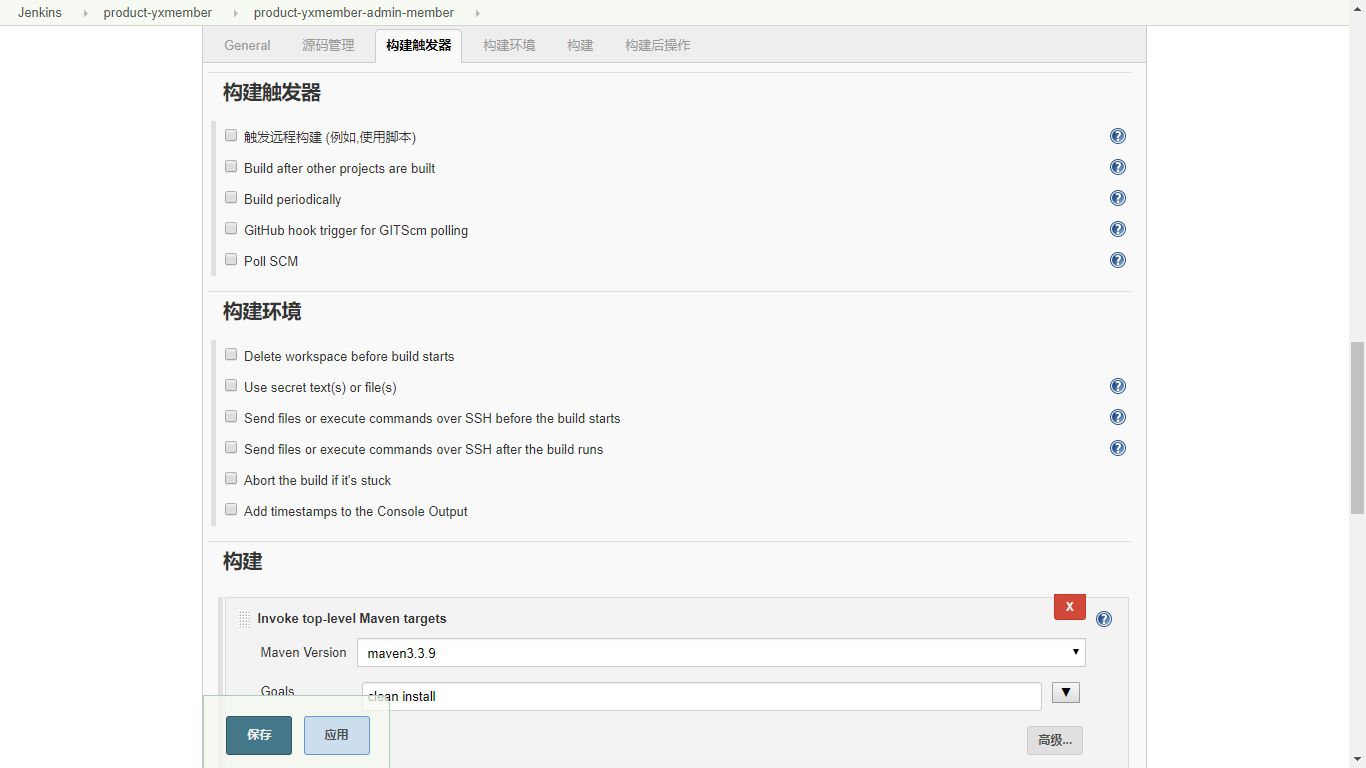 Jenkins product-yxmember product-yxmember-admin-member
General 源码管理 构建触发器 构建环境 构建 构建后操作
构建触发器
触发远程构建 (例如,使用脚本)
Build after other projects are built
Build periodically
GitHub hook trigger for GITScm polling
Poll SCM
构建环境
Delete workspace before build starts
Use secret text(s) or file(s)
Send files or execute commands over SSH before the build starts
Send files or execute commands over SSH after the build runs
Abort the build if it's stuck
Add timestamps to the Console Output
构建
X
Invoke top-level Maven targets
Maven Version maven3.3.9
Goals clean install
保存 应用 高级...